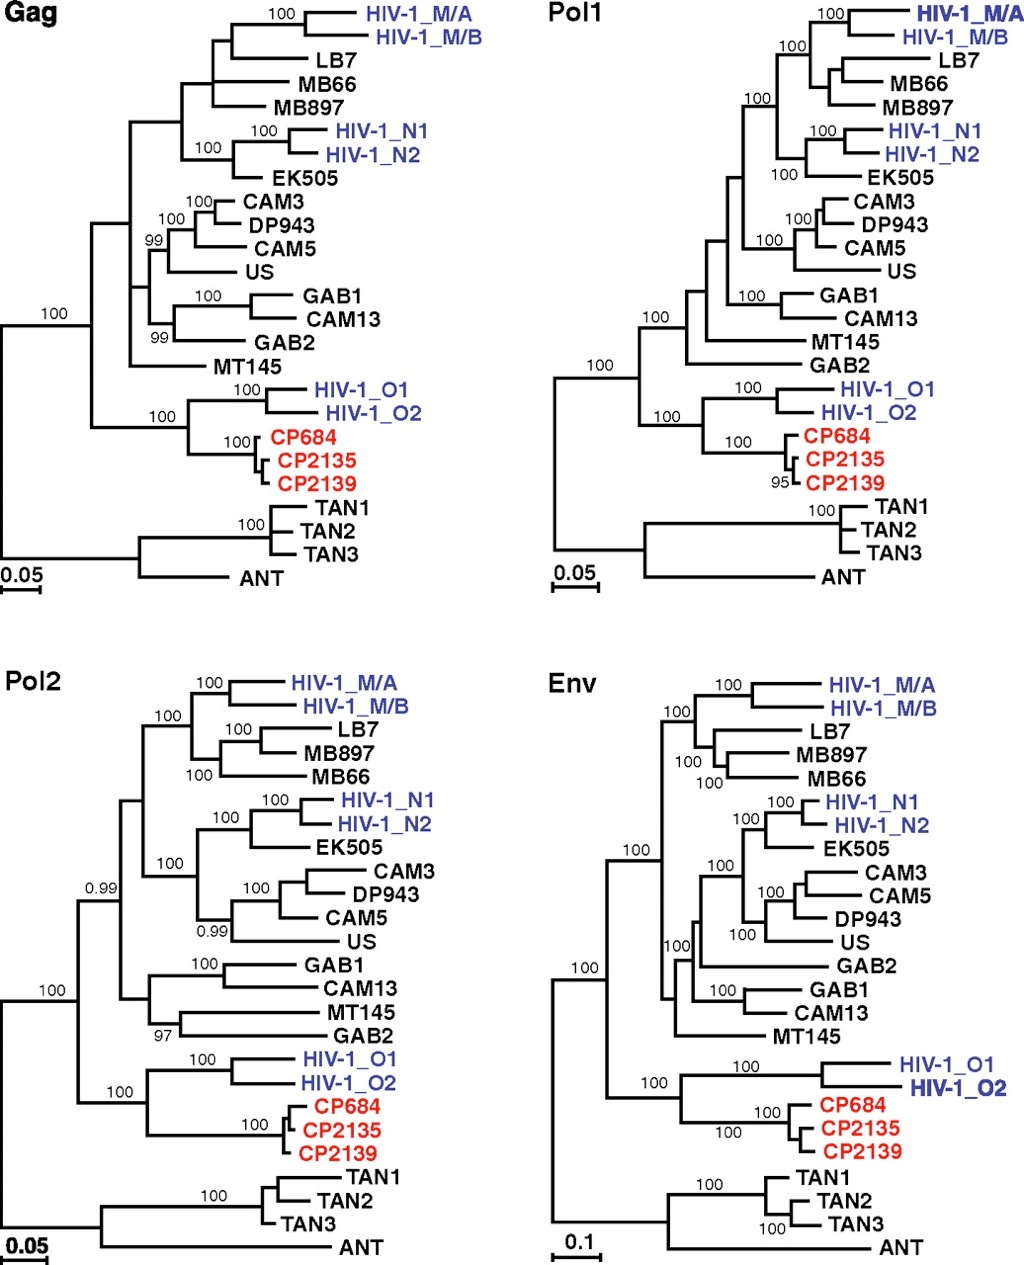 Gag
100
HIV-1_M/A
HIV-1_M/B
LB7
MB66
MB897
100
HIV-1_N1
100
HIV-1_N2
EK505
100
CAM3
100
DP943
99
CAM5
US
100
GAB1
CAM13
99
GAB2
MT145
100
100
HIV-1_O1
HIV-1_O2
100
100
CP684
CP2135
CP2139
TAN1
100
TAN2
TAN3
ANT
0.05
Pol1
100
HIV-1_M/A
HIV-1_M/B
100
LB7
MB66
100
MB897
100
HIV-1_N1
HIV-1_N2
100
EK505
CAM3
100
DP943
100
CAM5
US
100
GAB1
CAM13
100
MT145
GAB2
100
100
HIV-1_O1
HIV-1_O2
100
100
CP684
CP2135
95
CP2139
100
TAN1
TAN2
TAN3
ANT
0.05
Pol2
100
HIV-1_M/A
HIV-1_M/B
100
100
LB7
MB897
100
MB66
100
HIV-1_N1
100
HIV-1_N2
EK505
100
CAM3
0.99
100
DP943
CAM5
0.99
US
100
GAB1
CAM13
100
MT145
97
GAB2
100
HIV-1_O1
HIV-1_O2
100
CP684
100
CP2135
CP2139
TAN1
100
TAN2
TAN3
ANT
0.05
Env
100
HIV-1_M/A
HIV-1_M/B
100
LB7
MB897
100
100
MB66
100
HIV-1_N1
100
HIV-1_N2
100
EK505
100
CAM3
100
CAM5
DP943
100
US
100
GAB2
100
GAB1
100
CAM13
MT145
100
HIV-1_O1
100
HIV-1_O2
100
CP684
100
CP2135
CP2139
100
TAN1
TAN2
100
TAN3
ANT
0.1